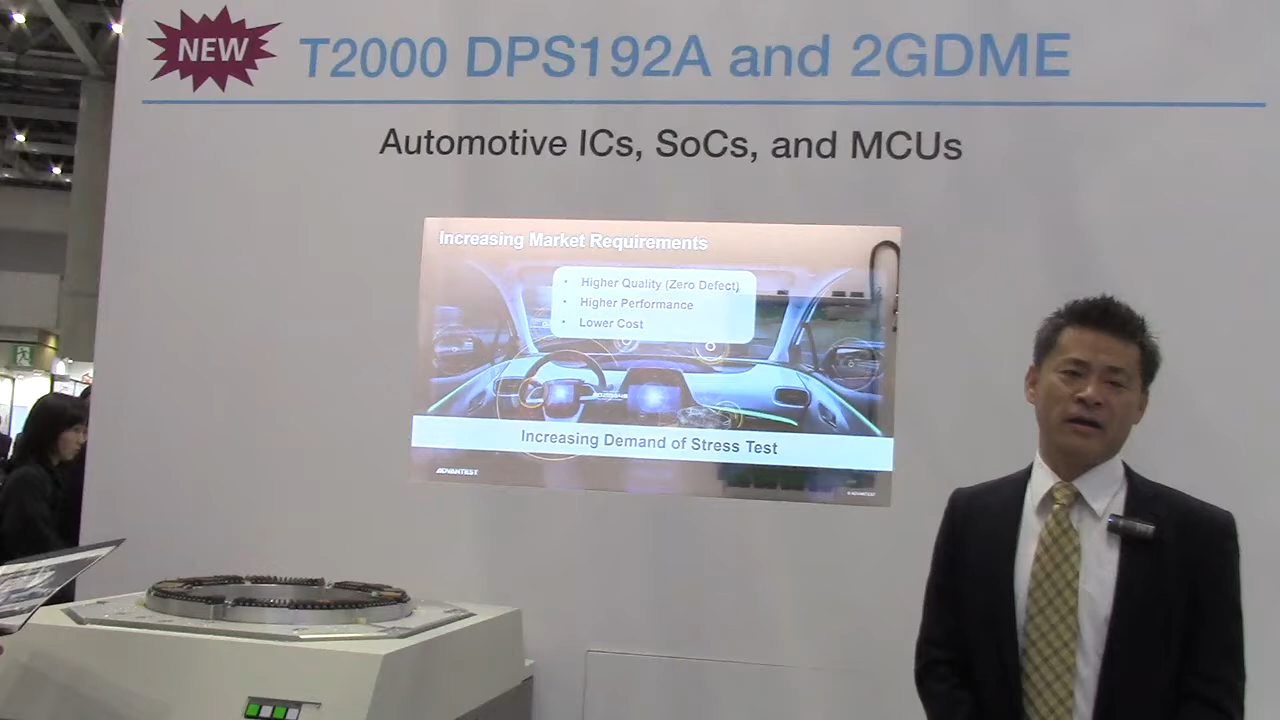 NEW
T2000 DPS192A and 2GDME
Automotive ICs, SoCs, and MCUs
Increasing Market Requirements
• Higher Quality (Zero Defect)
• Higher Performance
• Lower Cost
Increasing Demand of Stress Test
ADVANTEST
© ADVANTEST